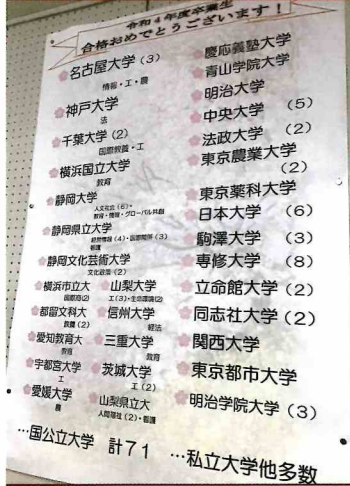 令和４年度卒業生
合格おめでとうございます！
名古屋大学（3）
情報・工・農
神戸大学
法
千葉大学（2）
国際教養・工
横浜国立大学
教育
静岡大学
人文社会（6）・
教育・情報・グローバル共創
静岡県立大学
経営情報（4）・国際関係（3）
看護
静岡文化芸術大学
文化政策（2）
横浜市立大　山梨大学
国際商(2)　工（3）・生命環境(2)
都留文科大　信州大学
教養（2）　経法
愛知教育大　三重大学
教育　教育
宇都宮大学　茨城大学
工　工（2）
愛媛大学　山梨県立大
農　人間福祉（2）・看護
…国公立大学　計７１
慶応義塾大学
青山学院大学
明治大学
中央大学　（5）
法政大学　（2）
東京農業大学
（2）
東京薬科大学
日本大学　（6）
駒澤大学　（3）
専修大学　（8）
立命館大学（2）
同志社大学（2）
関西大学
東京都市大学
明治学院大学（3）
…私立大学他多数